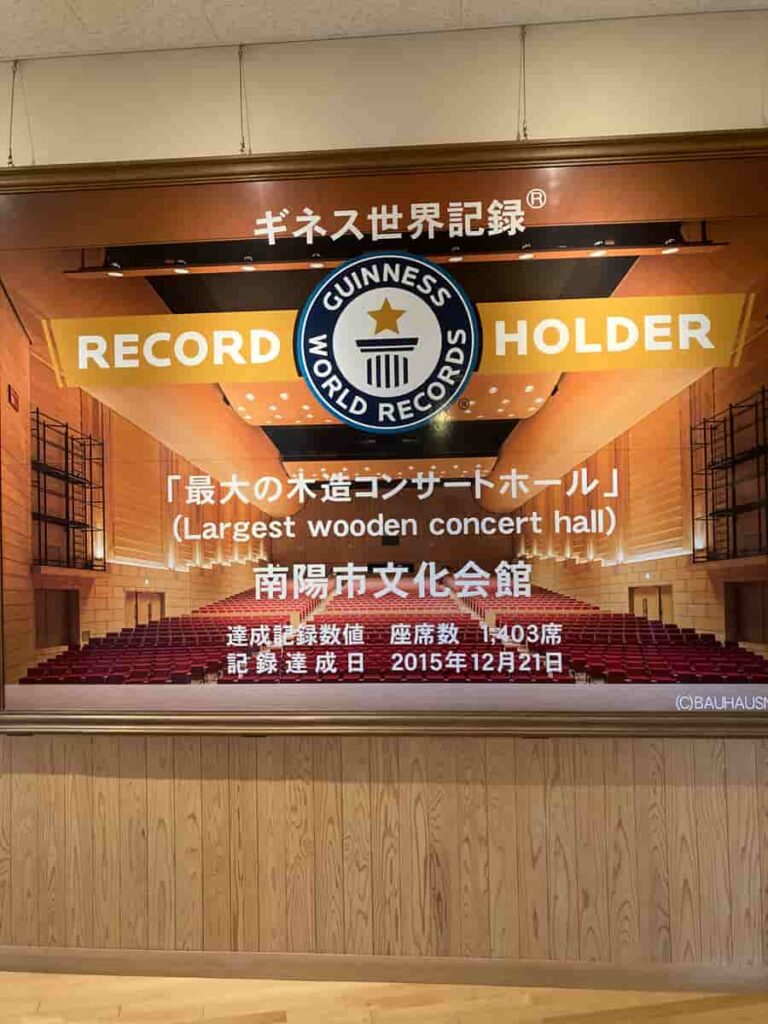 ギネス世界記録®
RECORD HOLDER
GUINNESS
WORLD RECORDS
®
「最大の木造コンサートホール」
(Largest wooden concert hall)
南陽市文化会館
達成記録数値 座席数 1,403席
記録達成日 2015年12月21日
(C)BAUHAUSN